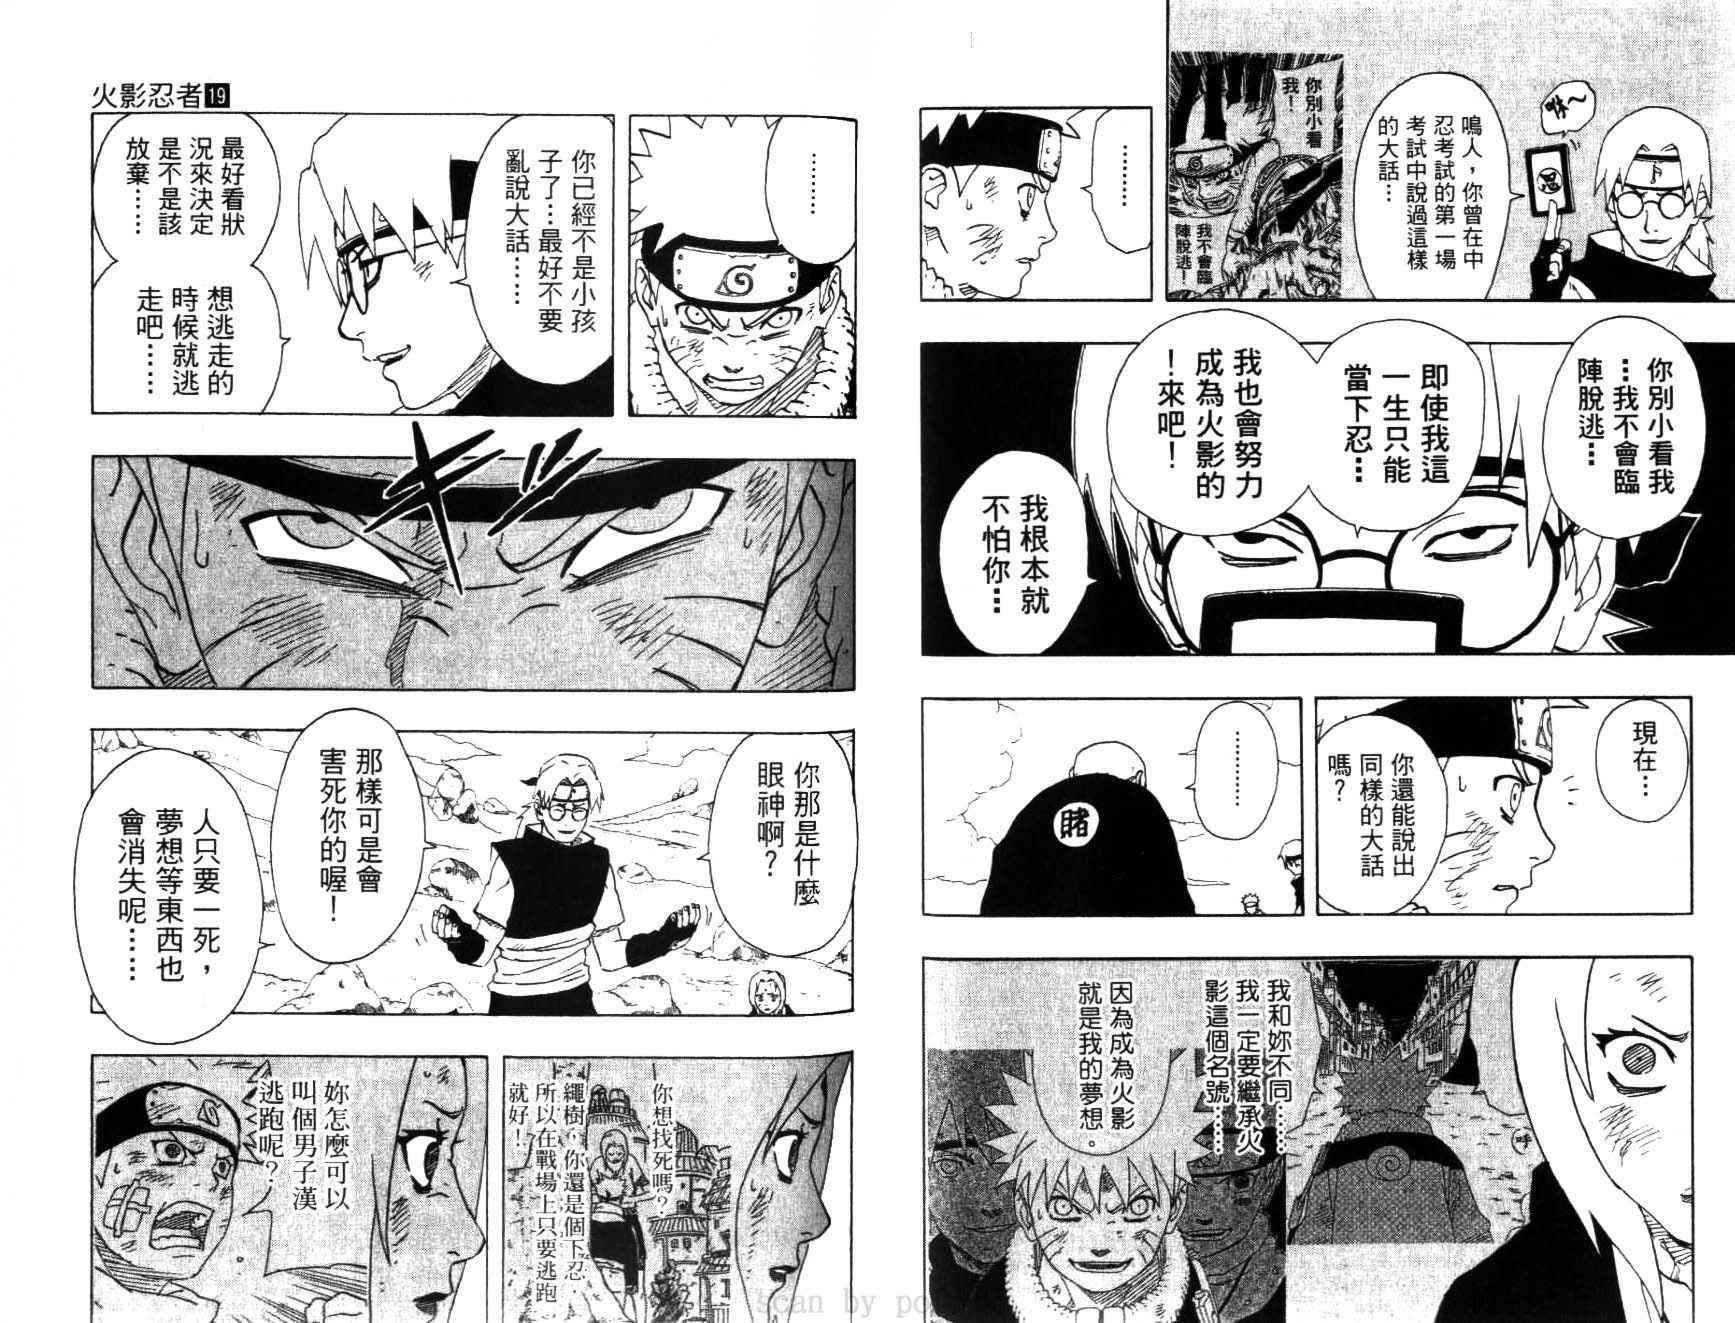 鳴人，你曾在中
忍考試的第一場
考試中說過這樣
的大話…
你別小看
我！
我不會臨
陣脫逃！
忍
………
你別小看我
…我不會臨
陣脫逃…
即使我這
一生只能
當下忍…
我也會努力
成為火影的
！來吧！
我根本就
不怕你…
現在…
你還能說出
同樣的大話
嗎？
………
賭
呼
我和妳不同……
我一定要繼承火
影這個名號……
因為成為火影
就是我的夢想。
火影忍者19
………
你已經不是小孩
子了…最好不要
亂說大話……
最好看狀
況來決定
是不是該
放棄……
想逃走的
時候就逃
走吧……
你那是什麼
眼神啊？
那樣可是會
害死你的喔！
人只要一死，
夢想等東西也
會消失呢……
你想找死嗎？
繩樹，你還是個下忍
所以在戰場上只要逃跑
就好！
妳怎麼可以
叫個男子漢
逃跑呢？
scan by po